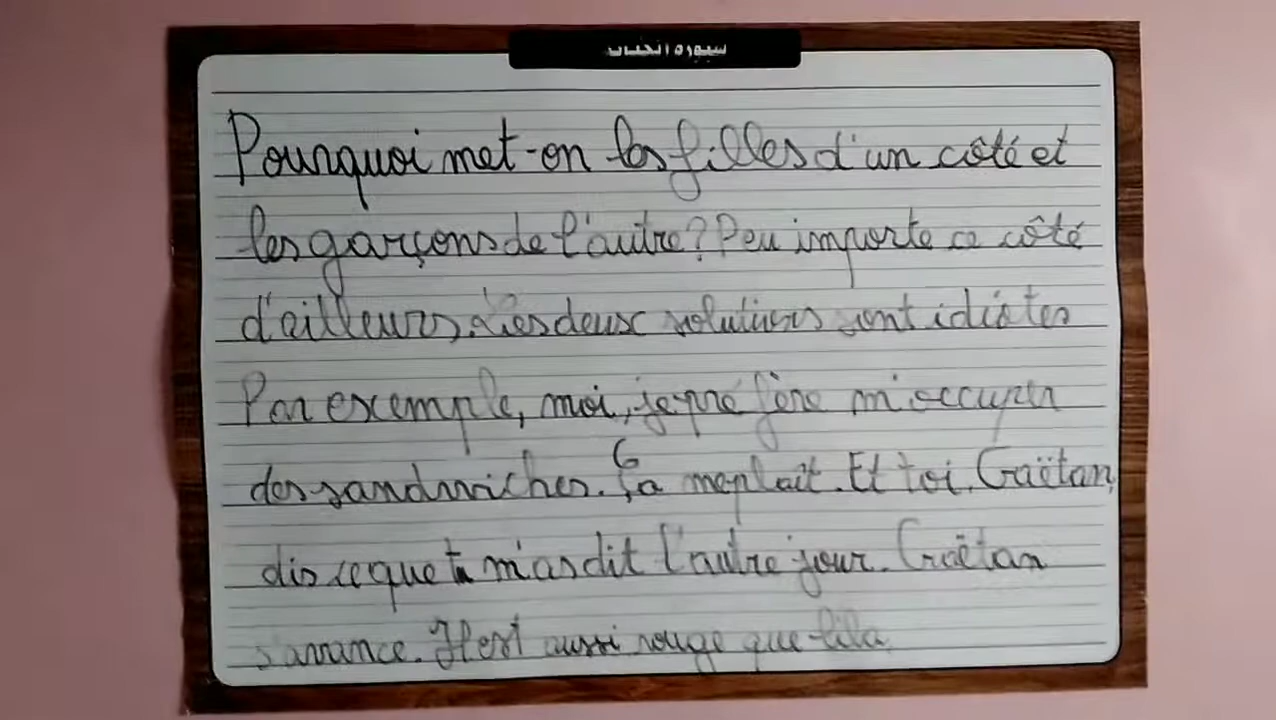 سبورة الكتاب
Pourquoi met-on les filles d'un côté et
les garçons de l'autre? Peu importe ce côté
d'ailleurs. Les deux solutions sont idiotes
Par exemple, moi, je préfère m'occuper
des sandwiches. Ça me plaît. Et toi, Gaëtan,
dis ce que tu m'as dit l'autre jour. Gaëtan
s'avance. Il est aussi rouge que Lila